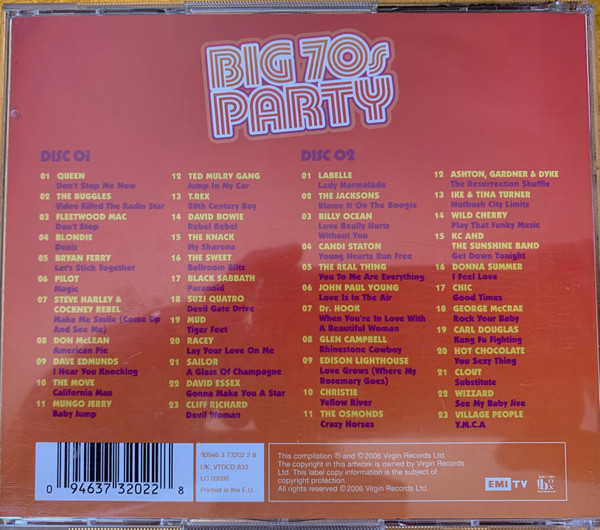 BIG 70s
PARTY
DISC 01
01 QUEEN
Don't Stop Me Now
02 THE BUGGLES
Video Killed The Radio Star
03 FLEETWOOD MAC
Don't Stop
04 BLONDIE
Denis
05 BRYAN FERRY
Let's Stick Together
06 PILOT
Magic
07 STEVE HARLEY &
COCKNEY REBEL
Make Me Smile (Come Up
And See Me)
08 DON McLEAN
American Pie
09 DAVE EDMUNDS
I Hear You Knocking
10 THE MOVE
California Man
11 MUNGO JERRY
Baby Jump
12 TED MULRY GANG
Jump In My Car
13 T.REX
20th Century Boy
14 DAVID BOWIE
Rebel Rebel
15 THE KNACK
My Sharona
16 THE SWEET
Ballroom Blitz
17 BLACK SABBATH
Paranoid
18 SUZI QUATRO
Devil Gate Drive
19 MUD
Tiger Feet
20 RACEY
Lay Your Love On Me
21 SAILOR
A Glass Of Champagne
22 DAVID ESSEX
Gonna Make You A Star
23 CLIFF RICHARD
Devil Woman
DISC 02
01 LABELLE
Lady Marmalade
02 THE JACKSONS
Blame It On The Boogie
03 BILLY OCEAN
Love Really Hurts
Without You
04 CANDI STATON
Young Hearts Run Free
05 THE REAL THING
You To Me Are Everything
06 JOHN PAUL YOUNG
Love Is In The Air
07 Dr. HOOK
When You're In Love With
A Beautiful Woman
08 GLEN CAMPBELL
Rhinestone Cowboy
09 EDISON LIGHTHOUSE
Love Grows (Where My
Rosemary Goes)
10 CHRISTIE
Yellow River
11 THE OSMONDS
Crazy Horses
12 ASHTON, GARDNER & DYKE
The Resurrection Shuffle
13 IKE & TINA TURNER
Nutbush City Limits
14 WILD CHERRY
Play That Funky Music
15 KC AND
THE SUNSHINE BAND
Get Down Tonight
16 DONNA SUMMER
I Feel Love
17 CHIC
Good Times
18 GEORGE McCRAE
Rock Your Baby
19 CARL DOUGLAS
Kung Fu Fighting
20 HOT CHOCOLATE
You Sexy Thing
21 CLOUT
Substitute
22 WIZZARD
See My Baby Jive
23 VILLAGE PEOPLE
Y.M.C.A
0 94637 32022 8
30946 3 73202 2 8
UK: VTDCD 833
LC 03098
Printed in the E.U.
This compilation ℗ and ©2006 Virgin Records Ltd.
The copyright in this artwork is owned by Virgin Records Ltd.
This label copy information is the subject of
copyright protection.
All rights reserved ©2006 Virgin Records Ltd.
EMI TV